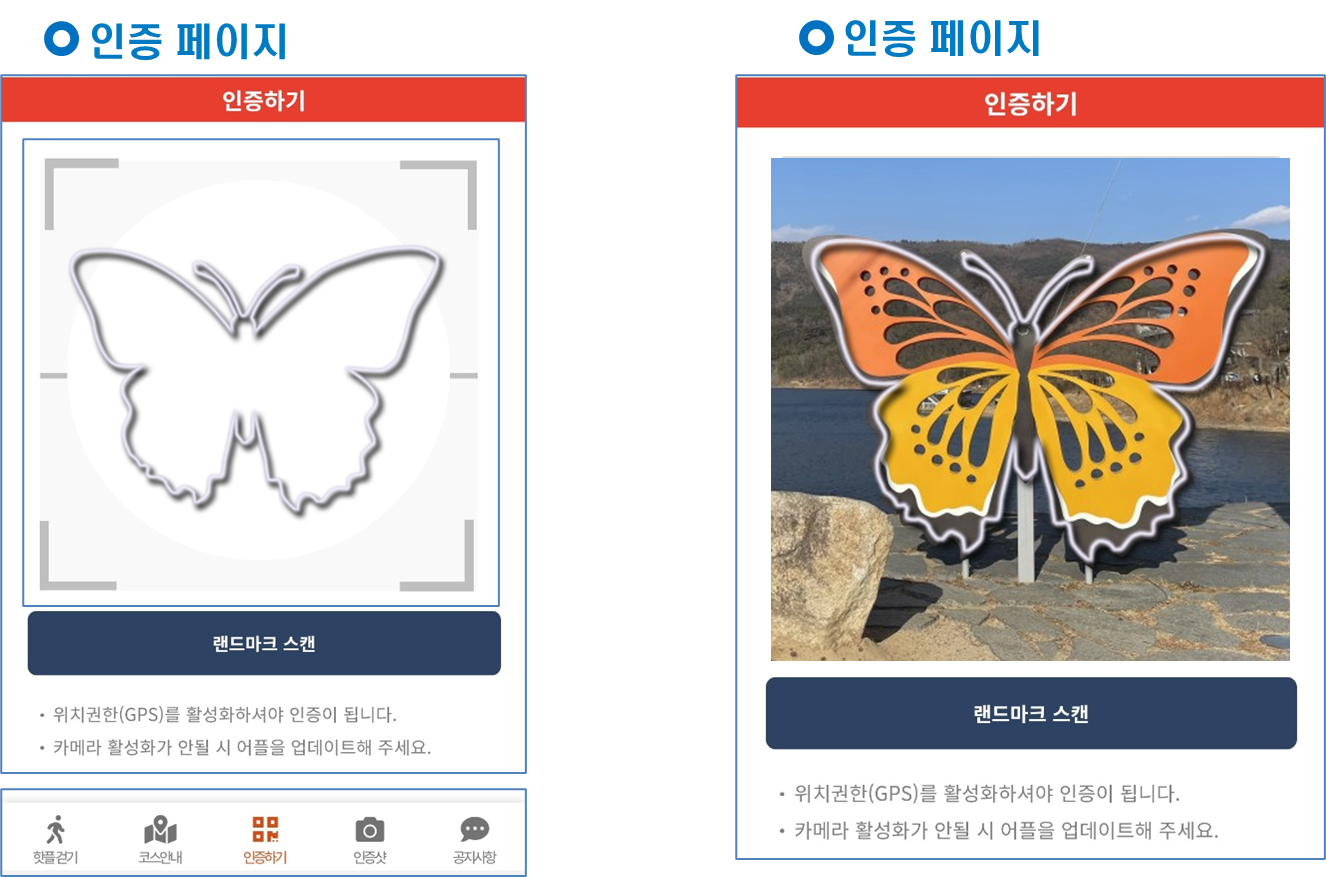 인증 페이지
인증하기
랜드마크 스캔
• 위치권한(GPS)를 활성화하셔야 인증이 됩니다.
• 카메라 활성화가 안될 시 어플을 업데이트해 주세요.
핫플걷기 코스안내 인증하기 인증샷 공지사항
인증 페이지
인증하기
랜드마크 스캔
• 위치권한(GPS)를 활성화하셔야 인증이 됩니다.
• 카메라 활성화가 안될 시 어플을 업데이트해 주세요.